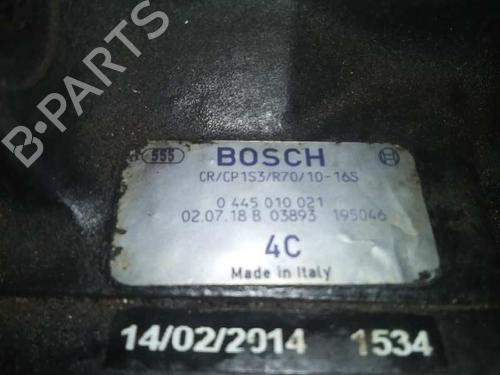 B·PARTS
555 BOSCH
CR/CP1S3/R70/10-16S
0 445 010 021
02.07.18 B 03893 195046
4C
Made in Italy
14/02/2014 1534